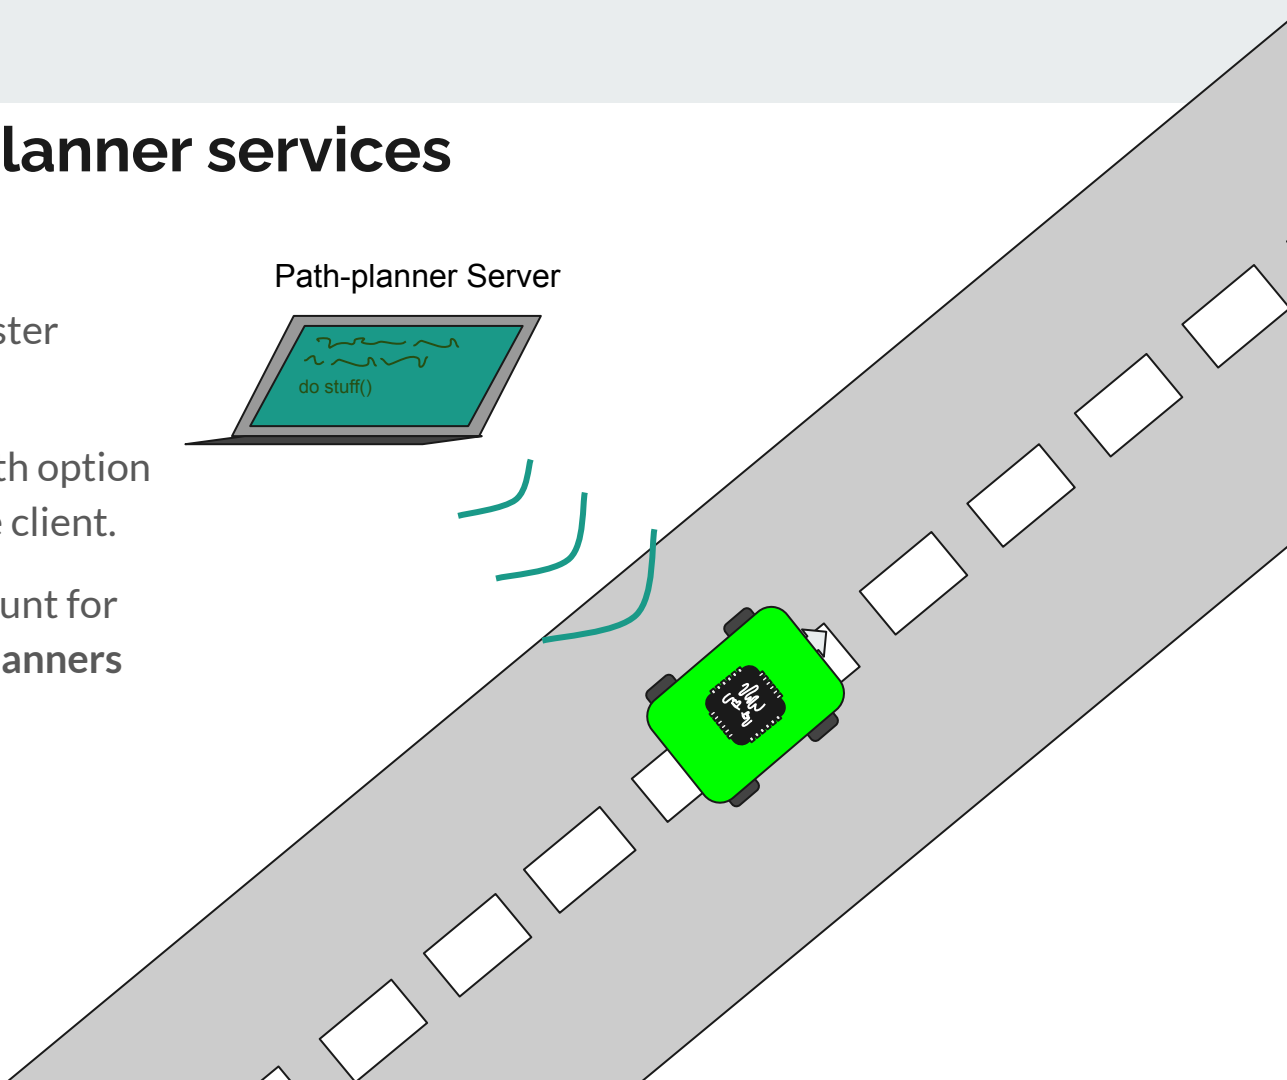 lanner services
Path-planner Server
ster
do stuff()
th option
client.
unt for
anners